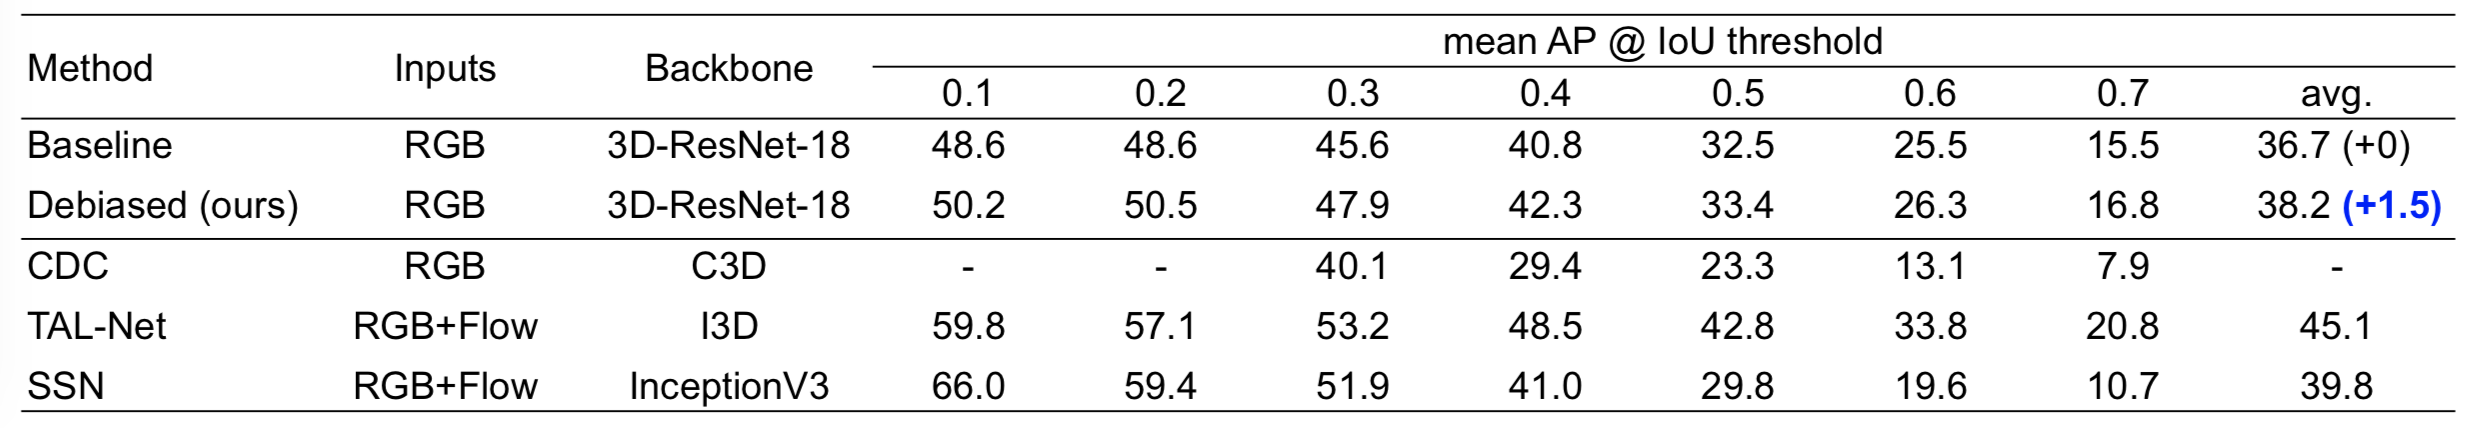 Method Inputs Backbone mean AP @ IoU threshold
0.1 0.2 0.3 0.4 0.5 0.6 0.7 avg.
Baseline RGB 3D-ResNet-18 48.6 48.6 45.6 40.8 32.5 25.5 15.5 36.7 (+0)
Debiased (ours) RGB 3D-ResNet-18 50.2 50.5 47.9 42.3 33.4 26.3 16.8 38.2 (+1.5)
CDC RGB C3D - - 40.1 29.4 23.3 13.1 7.9 -
TAL-Net RGB+Flow I3D 59.8 57.1 53.2 48.5 42.8 33.8 20.8 45.1
SSN RGB+Flow InceptionV3 66.0 59.4 51.9 41.0 29.8 19.6 10.7 39.8